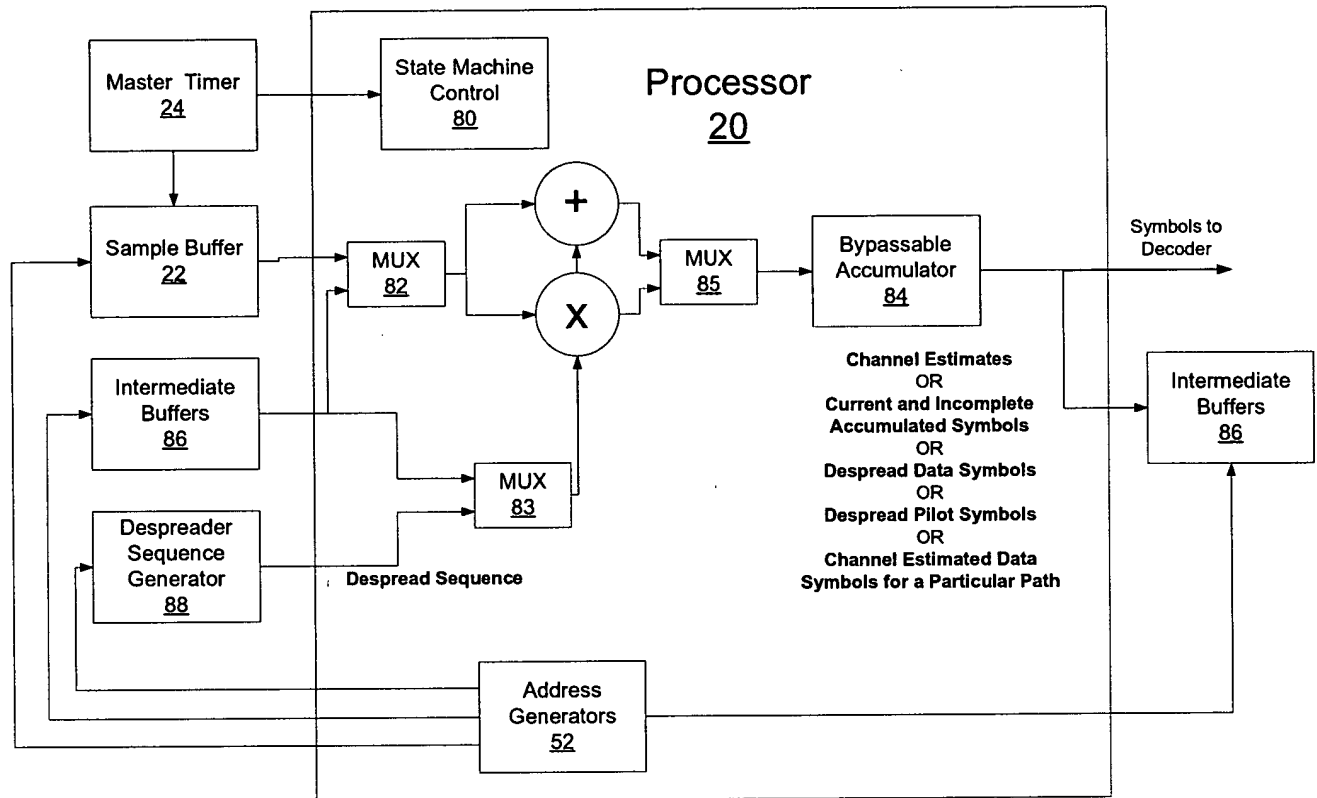 Master Timer
24
State Machine
Control
80
Processor
20
Sample Buffer
22
MUX
82
+
X
MUX
85
Bypassable
Accumulator
84
Symbols to
Decoder
Intermediate
Buffers
86
MUX
83
Despreader
Sequence
Generator
88
Despread Sequence
Channel Estimates
OR
Current and Incomplete
Accumulated Symbols
OR
Despread Data Symbols
OR
Despread Pilot Symbols
OR
Channel Estimated Data
Symbols for a Particular Path
Intermediate
Buffers
86
Address
Generators
52